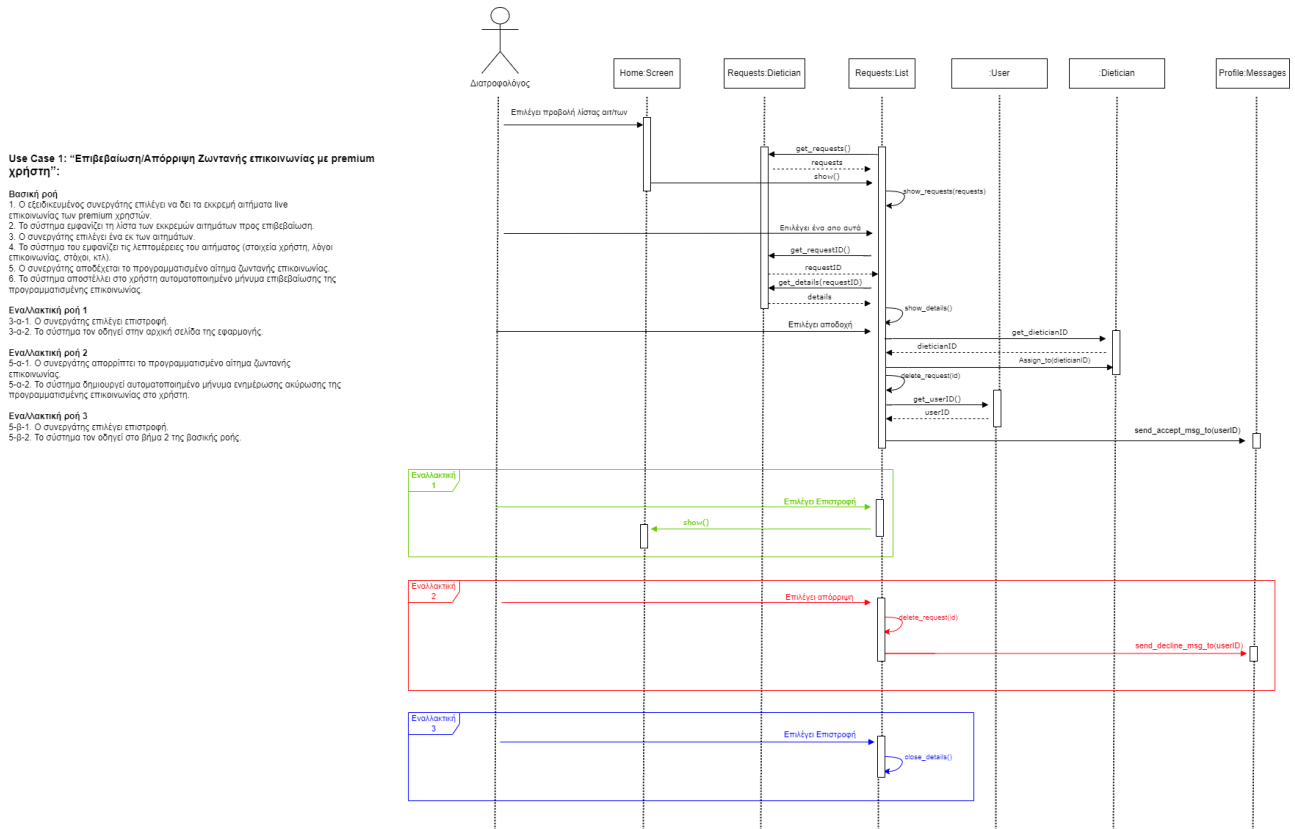 Διατροφολόγος
Home:Screen
Requests:Dietician
Requests:List
:User
:Dietician
Profile:Messages
Use Case 1: “Επιβεβαίωση/Απόρριψη Ζωντανής επικοινωνίας με premium
χρήστη”:
Βασική ροή
1. Ο εξειδικευμένος συνεργάτης επιλέγει να δει τα εκκρεμή αιτήματα live
επικοινωνίας των premium χρηστών.
2. Το σύστημα εμφανίζει τη λίστα των εκκρεμών αιτημάτων προς επιβεβαίωση.
3. Ο συνεργάτης επιλέγει ένα εκ των αιτημάτων.
4. Το σύστημα του εμφανίζει τις λεπτομέρειες του αιτήματος (στοιχεία χρήστη, λόγοι
επικοινωνίας, στόχοι, κτλ).
5. Ο συνεργάτης αποδέχεται το προγραμματισμένο αίτημα ζωντανής επικοινωνίας.
6. Το σύστημα αποστέλλει στο χρήστη αυτοματοποιημένο μήνυμα επιβεβαίωσης της
προγραμματισμένης επικοινωνίας.
Εναλλακτική ροή 1
3-α-1. Ο συνεργάτης επιλέγει επιστροφή.
3-α-2. Το σύστημα τον οδηγεί στην αρχική σελίδα της εφαρμογής.
Εναλλακτική ροή 2
5-α-1. Ο συνεργάτης απορρίπτει το προγραμματισμένο αίτημα ζωντανής
επικοινωνίας.
5-α-2. Το σύστημα δημιουργεί αυτοματοποιημένο μήνυμα ενημέρωσης ακύρωσης της
προγραμματισμένης επικοινωνίας στο χρήστη.
Εναλλακτική ροή 3
5-β-1. Ο συνεργάτης επιλέγει επιστροφή.
5-β-2. Το σύστημα τον οδηγεί στο βήμα 2 της βασικής ροής.
Επιλέγει προβολή λίστας αιτ/των
get_requests()
requests
show()
show_requests(requests)
Επιλέγει ένα απο αυτά
get_requestID()
requestID
get_details(requestID)
details
show_details()
Επιλέγει αποδοχή
get_dieticianID
dieticianID
Assign_to(dieticianID)
delete_request(id)
get_userID()
userID
send_accept_msg_to(userID)
Εναλλακτική
1
Επιλέγει Επιστροφή
show()
Εναλλακτική
2
Επιλέγει απόρριψη
delete_request(id)
send_decline_msg_to(userID)
Εναλλακτική
3
Επιλέγει Επιστροφή
close_details()